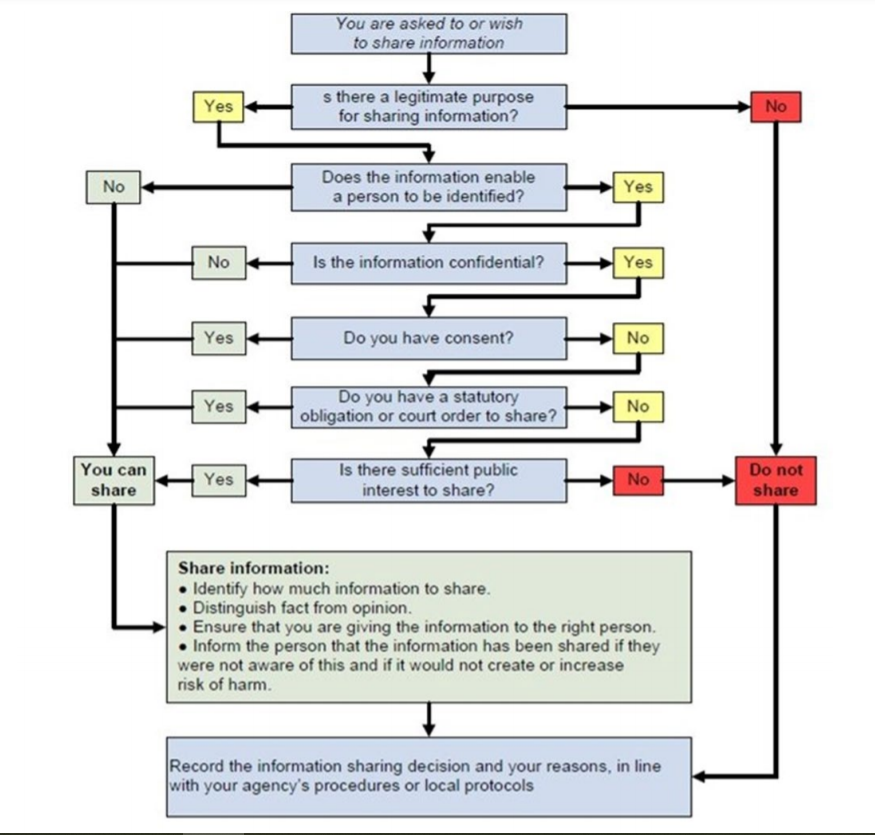 You are asked to or wish
to share information
Yes
s there a legitimate purpose
for sharing information?
No
No
Does the information enable
a person to be identified?
Yes
No
Is the information confidential?
Yes
Yes
Do you have consent?
No
Yes
Do you have a statutory
obligation or court order to share?
No
You can
share
Yes
Is there sufficient public
interest to share?
No
Do not
share
Share information:
● Identify how much information to share.
● Distinguish fact from opinion.
● Ensure that you are giving the information to the right person.
● Inform the person that the information has been shared if they
were not aware of this and if it would not create or increase
risk of harm.
Record the information sharing decision and your reasons, in line
with your agency's procedures or local protocols